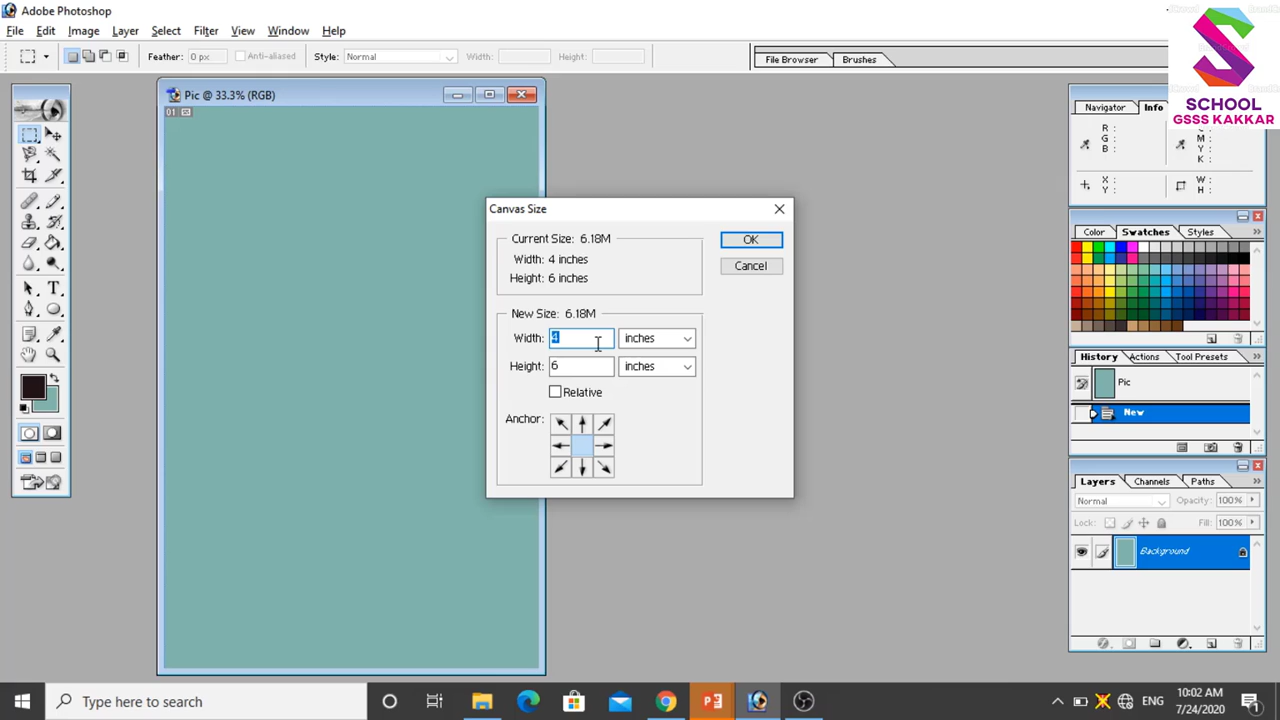 Adobe Photoshop
File Edit Image Layer Select Filter View Window Help
Feather: 0 px Anti-aliased Style: Normal Width: Height: File Browser Brushes
SCHOOL
GSSS KAKKAR
Pic @ 33.3% (RGB)
01
Navigator Info
R :
G :
B :
M :
Y :
K :
X :
Y :
W :
H :
Canvas Size
Current Size: 6.18M
Width: 4 inches
Height: 6 inches
OK
Cancel
New Size: 6.18M
Width: 4 inches
Height: 6 inches
Relative
Anchor:
Color Swatches Styles
History Actions Tool Presets
Pic
New
Layers Channels Paths
Normal Opacity: 100%
Lock: Fill: 100%
Background
Type here to search
ENG
10:02 AM
7/24/2020
1